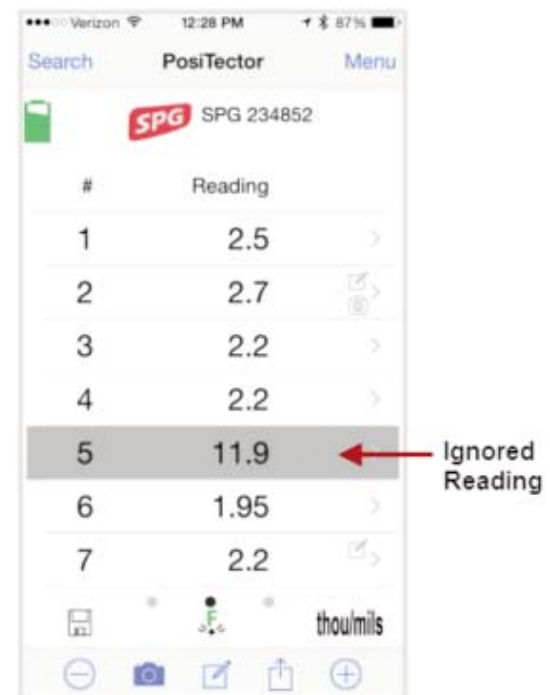 Verizon 12:28 PM 87%
Search PosiTector Menu
SPG SPG 234852
# Reading
1 2.5
2 2.7
3 2.2
4 2.2
5 11.9
Ignored
Reading
6 1.95
7 2.2
F
thou/mils